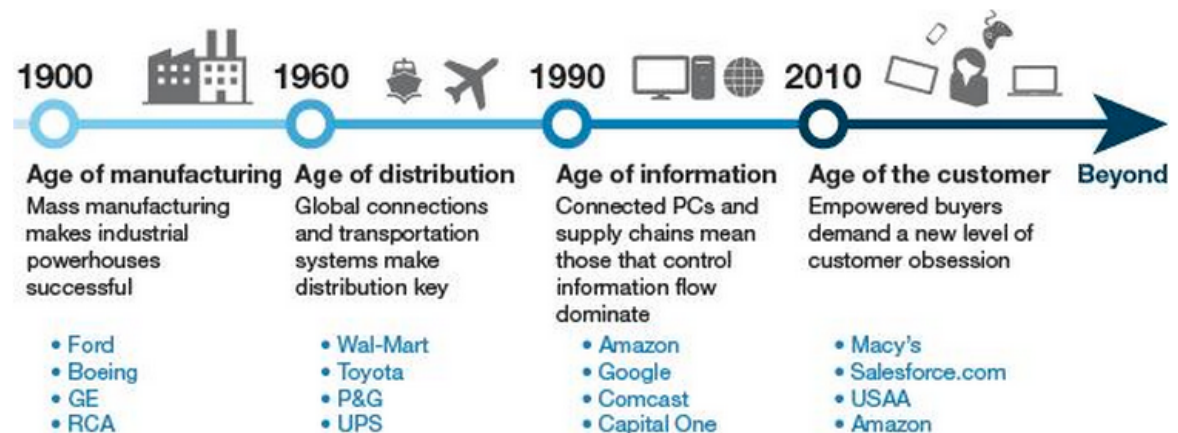 1900
1960
1990
2010
Age of manufacturing
Mass manufacturing
makes industrial
powerhouses
successful
• Ford
• Boeing
• GE
• RCA
Age of distribution
Global connections
and transportation
systems make
distribution key
• Wal-Mart
• Toyota
• P&G
• UPS
Age of information
Connected PCs and
supply chains mean
those that control
information flow
dominate
• Amazon
• Google
• Comcast
• Capital One
Age of the customer
Empowered buyers
demand a new level of
customer obsession
• Macy's
• Salesforce.com
• USAA
• Amazon
Beyond